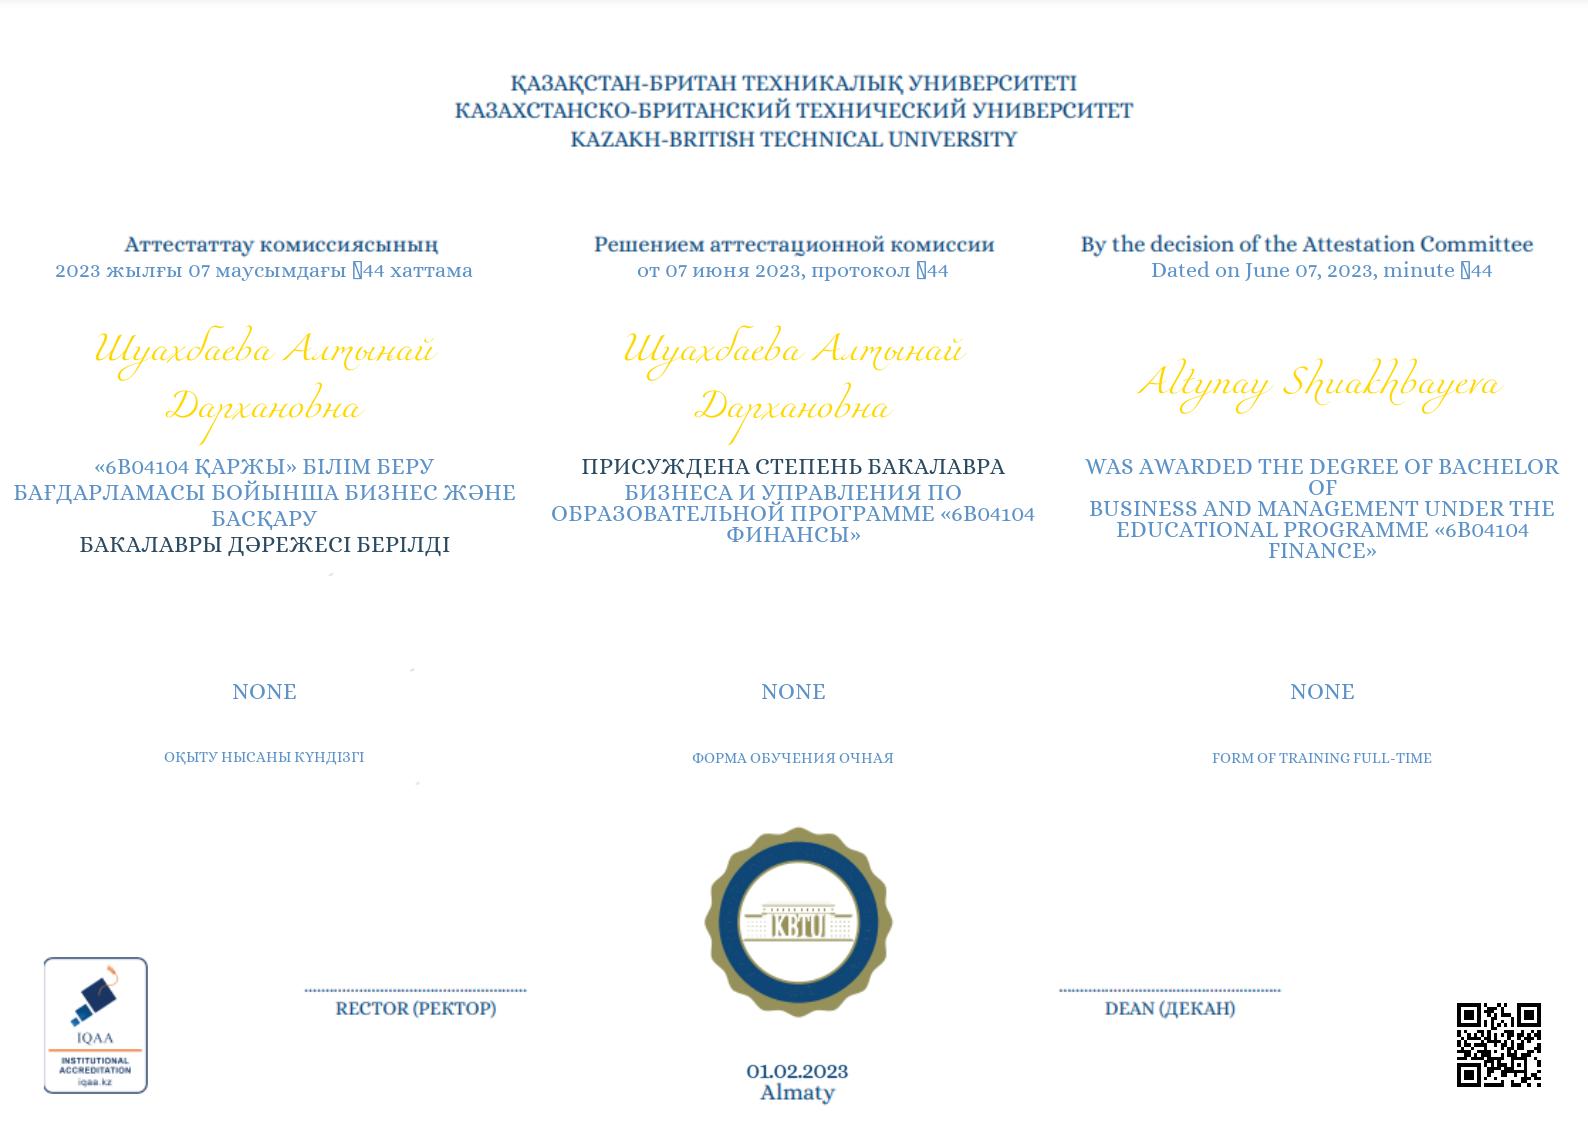 ҚАЗАҚСТАН-БРИТАН ТЕХНИКАЛЫҚ УНИВЕРСИТЕТІ
КАЗАХСТАНСКО-БРИТАНСКИЙ ТЕХНИЧЕСКИЙ УНИВЕРСИТЕТ
KAZAKH-BRITISH TECHNICAL UNIVERSITY
Аттестаттау комиссиясының
2023 жылғы 07 маусымдағы 44 хаттама
Шуахбаева Алтынай
Дархановна
«6B04104 ҚАРЖЫ» БІЛІМ БЕРУ
БАҒДАРЛАМАСЫ БОЙЫНША БИЗНЕС ЖӘНЕ
БАСҚАРУ
БАКАЛАВРЫ ДӘРЕЖЕСІ БЕРІЛДІ
NONE
ОҚЫТУ НЫСАНЫ КҮНДІЗГІ
Решением аттестационной комиссии
от 07 июня 2023, протокол 44
Шуахбаева Алтынай
Дархановна
ПРИСУЖДЕНА СТЕПЕНЬ БАКАЛАВРА
БИЗНЕСА И УПРАВЛЕНИЯ ПО
ОБРАЗОВАТЕЛЬНОЙ ПРОГРАММЕ «6B04104
ФИНАНСЫ»
NONE
ФОРМА ОБУЧЕНИЯ ОЧНАЯ
By the decision of the Attestation Committee
Dated on June 07, 2023, minute 44
Altynay Shuakhbayeva
WAS AWARDED THE DEGREE OF BACHELOR
OF
BUSINESS AND MANAGEMENT UNDER THE
EDUCATIONAL PROGRAMME «6B04104
FINANCE»
NONE
FORM OF TRAINING FULL-TIME
KBTU
IQAA
INSTITUTIONAL
ACCREDITATION
iqaa.kz
RECTOR (РЕКТОР)
DEAN (ДЕКАН)
01.02.2023
Almaty